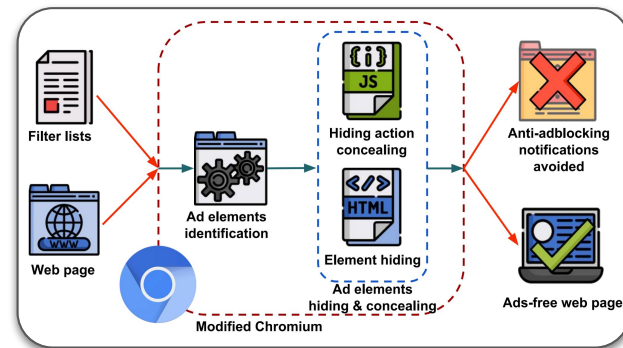 Filter lists
WWW
Web page
Ad elements
identification
{i}
JS
Hiding action
concealing
</>
HTML
Element hiding
Ad elements
hiding & concealing
Modified Chromium
Anti-adblocking
notifications
avoided
Ads-free web page